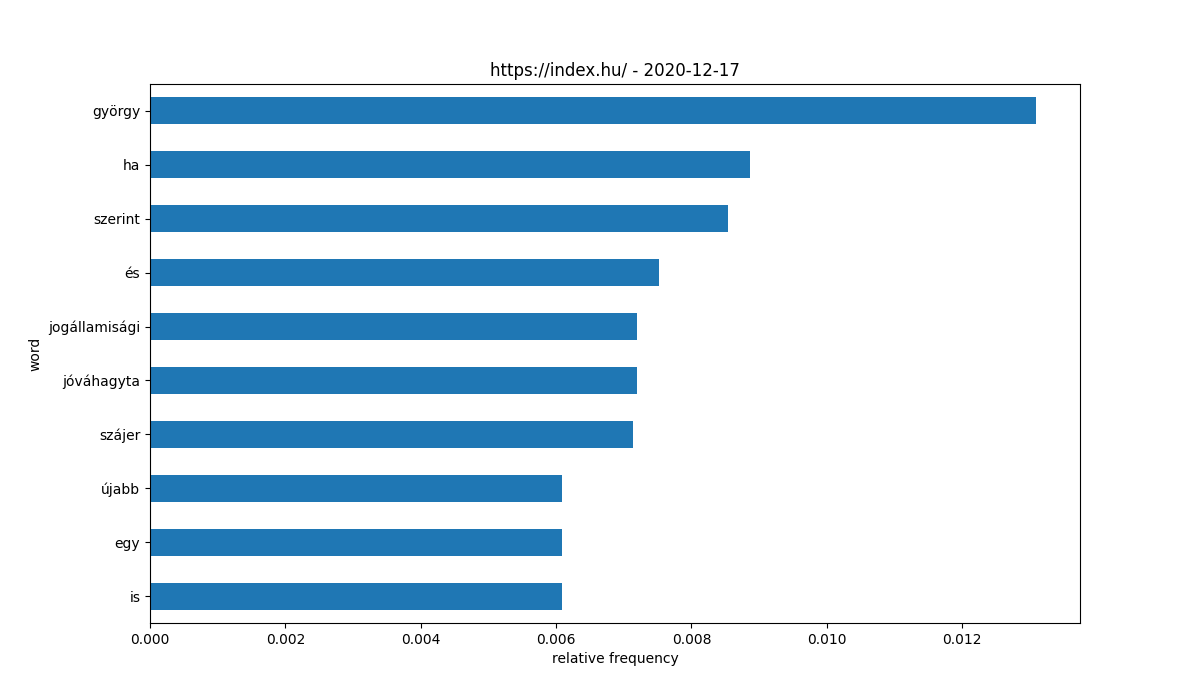 https://index.hu/ - 2020-12-17
word
györgy
ha
szerint
és
jogállamisági
jóváhagyta
szájer
újabb
egy
is
0.000 0.002 0.004 0.006 0.008 0.010 0.012
relative frequency